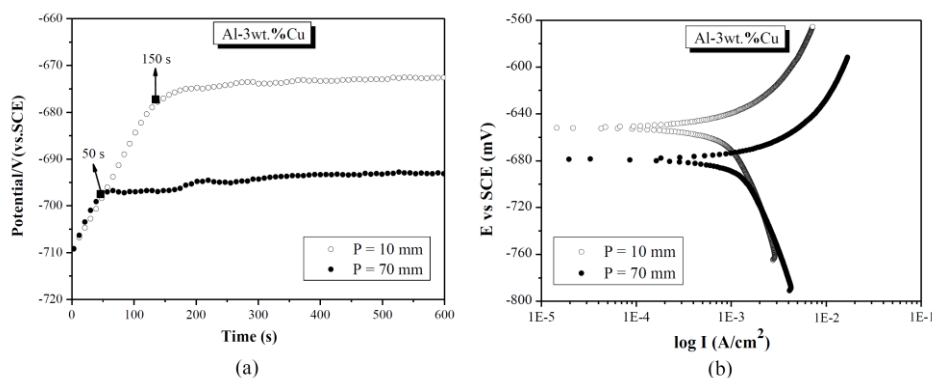 -660
-670
-680
-690
-700
-710
-720
Potential/V(vs.SCE)
Al-3wt.%Cu
150 s
50 s
P = 10 mm
P = 70 mm
0 100 200 300 400 500 600
Time (s)
(a)
-560
-600
-640
-680
-720
-760
-800
E vs SCE (mV)
Al-3wt.%Cu
P = 10 mm
P = 70 mm
1E-5 1E-4 1E-3 1E-2 1E-1
log I (A/cm²)
(b)